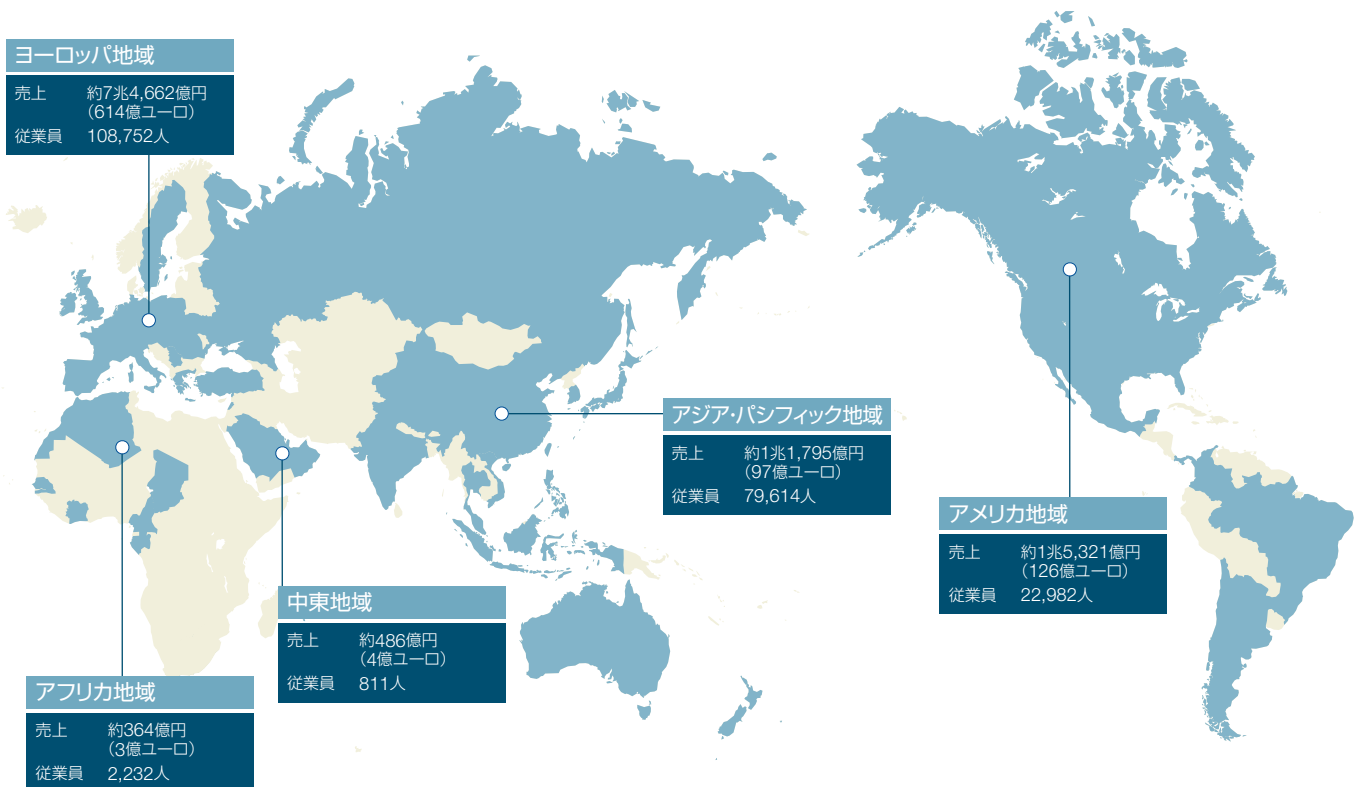 ヨーロッパ地域
売上 約7兆4,662億円
(614億ユーロ)
従業員 108,752人
アジア・パシフィック地域
売上 約1兆1,795億円
(97億ユーロ)
従業員 79,614人
アメリカ地域
売上 約1兆5,321億円
(126億ユーロ)
従業員 22,982人
中東地域
売上 約486億円
(4億ユーロ)
従業員 811人
アフリカ地域
売上 約364億円
(3億ユーロ)
従業員 2,232人